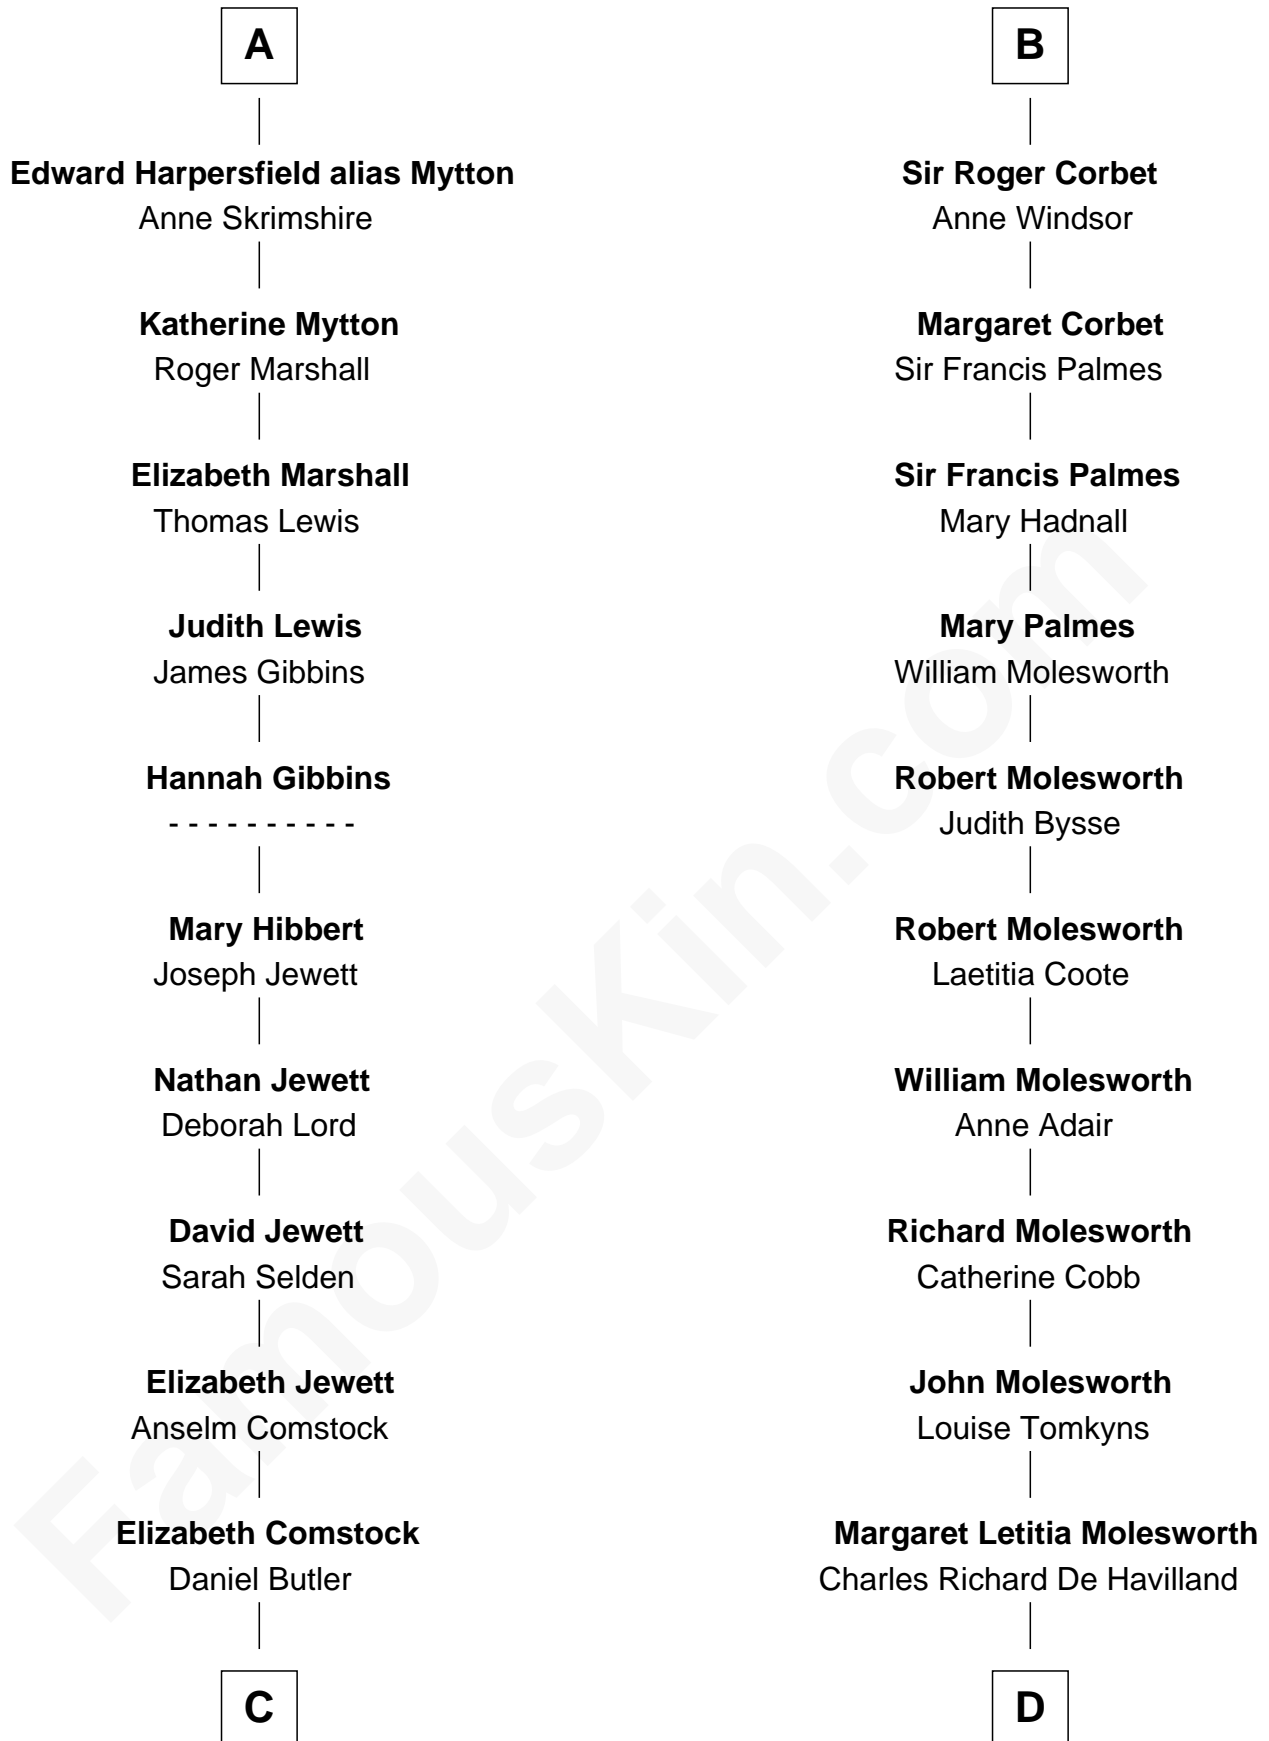 A
Edward Harpersfield alias Mytton
Anne Skrimshire
Katherine Mytton
Roger Marshall
Elizabeth Marshall
Thomas Lewis
Judith Lewis
James Gibbins
Hannah Gibbins
- - - - - - - - - -
Mary Hibbert
Joseph Jewett
Nathan Jewett
Deborah Lord
David Jewett
Sarah Selden
Elizabeth Jewett
Anselm Comstock
Elizabeth Comstock
Daniel Butler
C
B
Sir Roger Corbet
Anne Windsor
Margaret Corbet
Sir Francis Palmes
Sir Francis Palmes
Mary Hadnall
Mary Palmes
William Molesworth
Robert Molesworth
Judith Bysse
Robert Molesworth
Laetitia Coote
William Molesworth
Anne Adair
Richard Molesworth
Catherine Cobb
John Molesworth
Louise Tomkyns
Margaret Letitia Molesworth
Charles Richard De Havilland
D
FamousKin.com